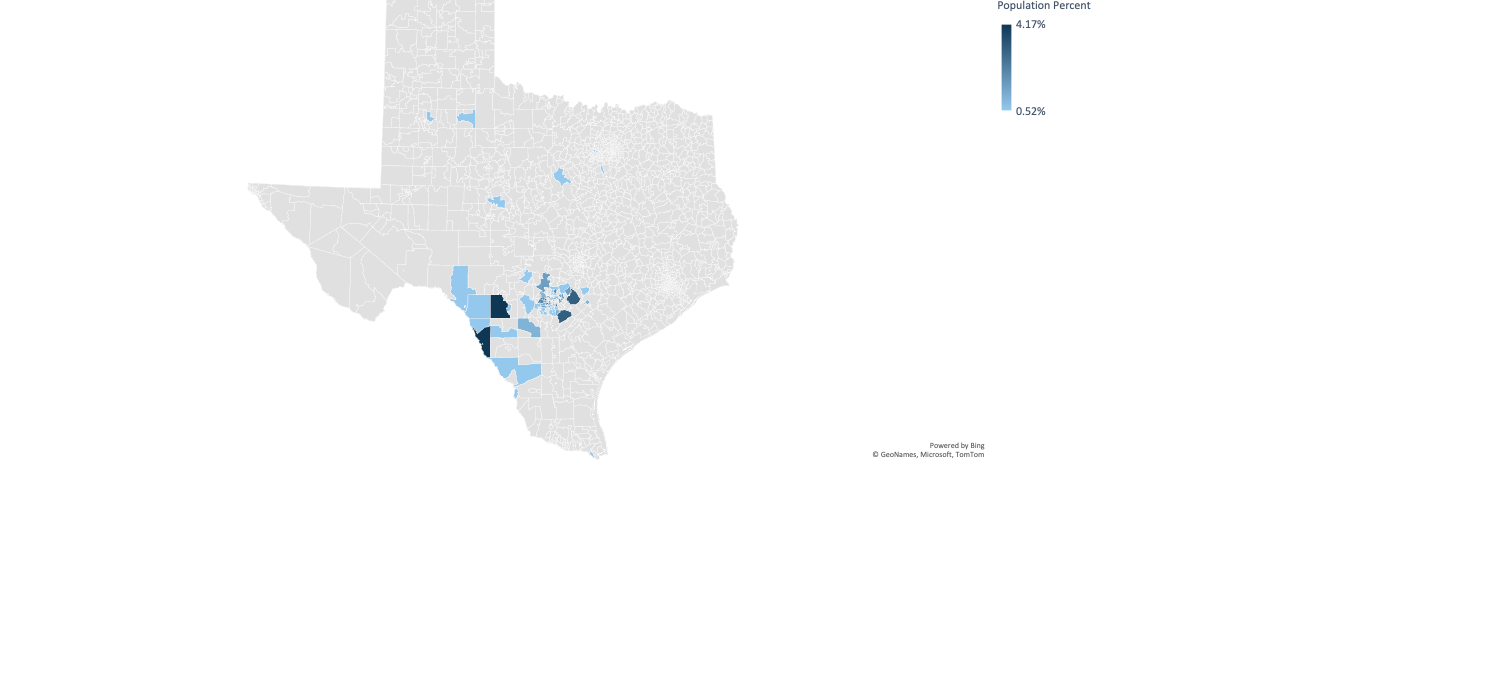 Population Percent
4.17%
0.52%
Powered by Bing
© GeoNames, Microsoft, TomTom